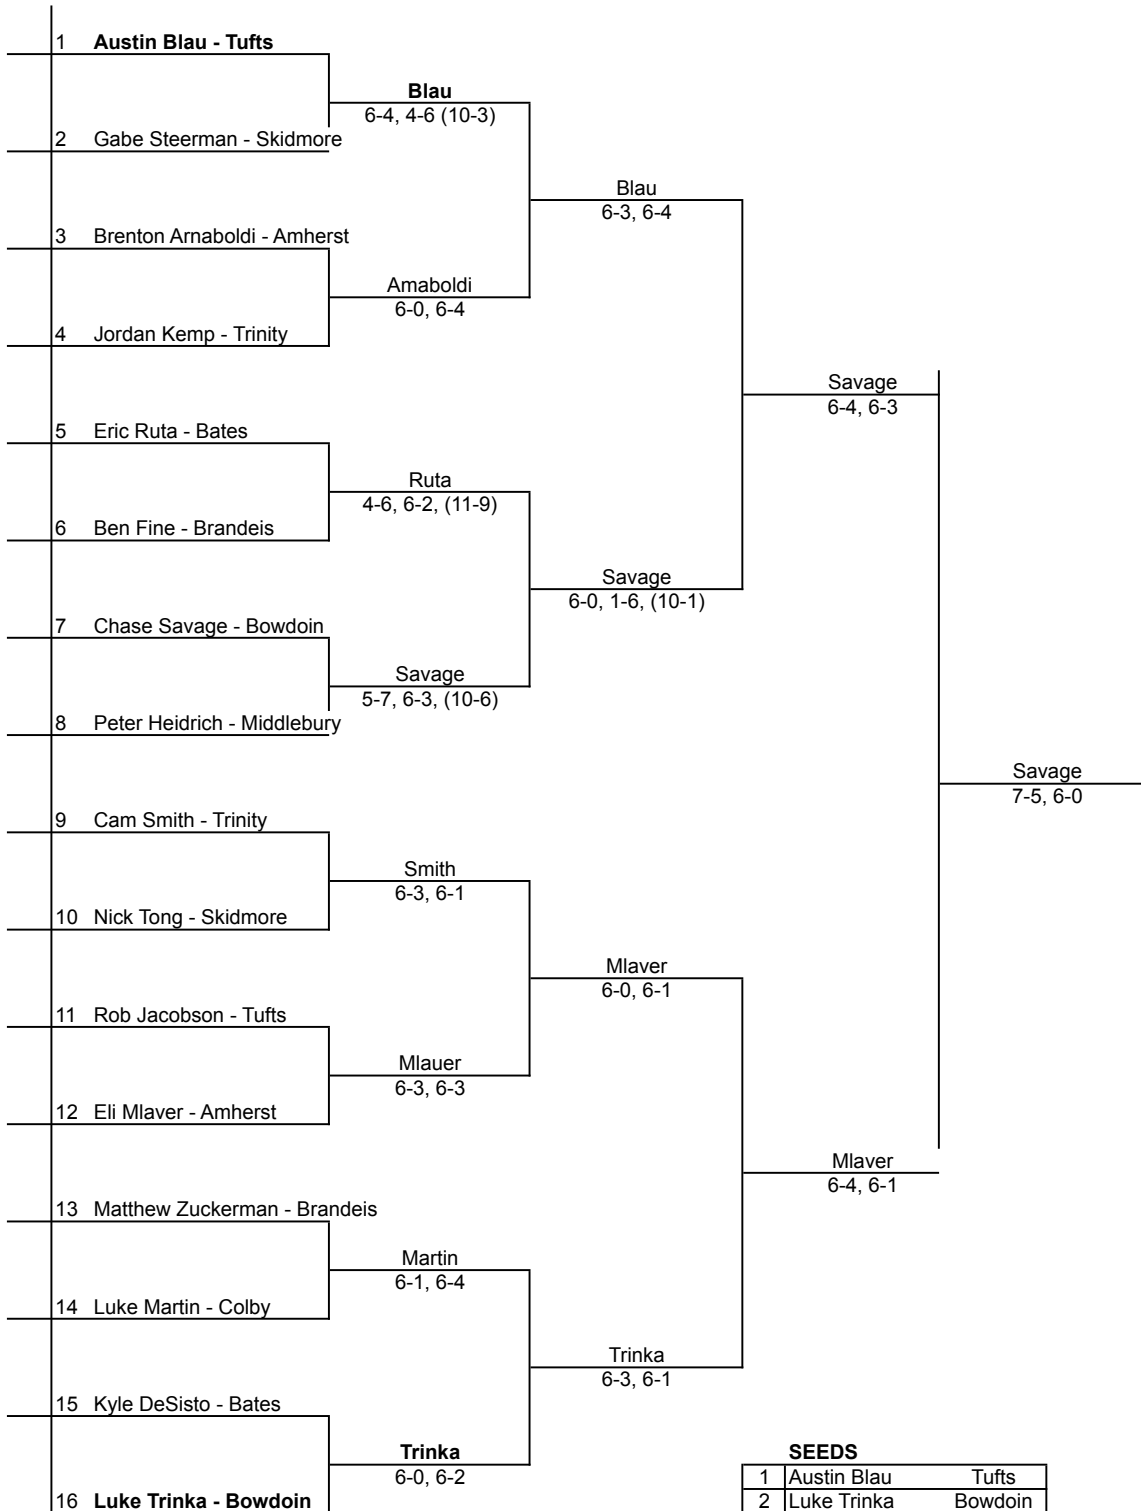 1 Austin Blau - Tufts
Blau
6-4, 4-6 (10-3)
2 Gabe Steerman - Skidmore
Blau
6-3, 6-4
3 Brenton Arnaboldi - Amherst
Amaboldi
6-0, 6-4
4 Jordan Kemp - Trinity
Savage
6-4, 6-3
5 Eric Ruta - Bates
Ruta
4-6, 6-2, (11-9)
6 Ben Fine - Brandeis
Savage
6-0, 1-6, (10-1)
7 Chase Savage - Bowdoin
Savage
5-7, 6-3, (10-6)
8 Peter Heidrich - Middlebury
Savage
7-5, 6-0
9 Cam Smith - Trinity
Smith
6-3, 6-1
10 Nick Tong - Skidmore
Mlaver
6-0, 6-1
11 Rob Jacobson - Tufts
Mlauer
6-3, 6-3
12 Eli Mlaver - Amherst
Mlaver
6-4, 6-1
13 Matthew Zuckerman - Brandeis
Martin
6-1, 6-4
14 Luke Martin - Colby
Trinka
6-3, 6-1
15 Kyle DeSisto - Bates
Trinka
6-0, 6-2
16 Luke Trinka - Bowdoin
SEEDS
1 Austin Blau Tufts
2 Luke Trinka Bowdoin